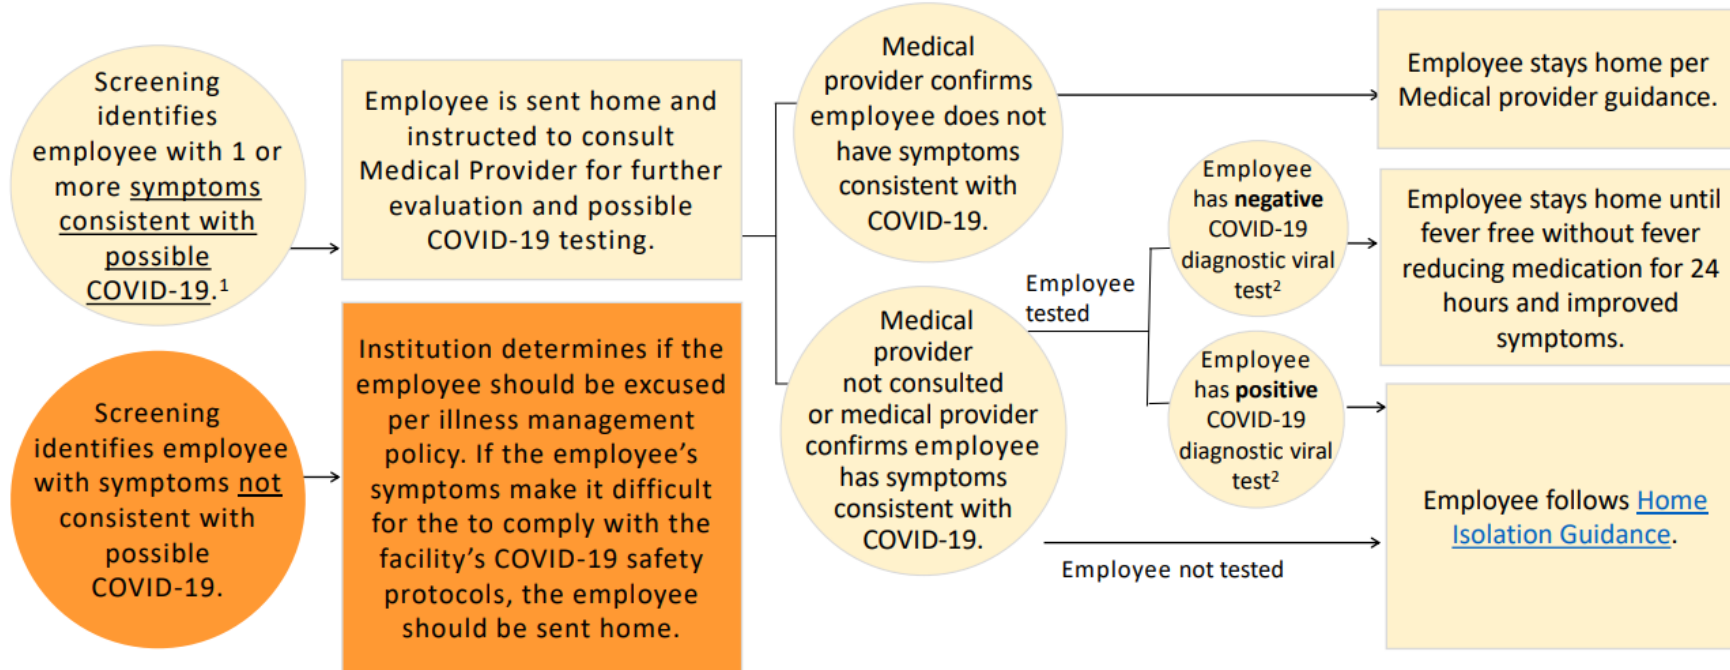 Screening
identifies
employee with 1 or
more symptoms
consistent with
possible
COVID-19.¹
Employee is sent home and
instructed to consult
Medical Provider for further
evaluation and possible
COVID-19 testing.
Medical
provider confirms
employee does not
have symptoms
consistent with
COVID-19.
Employee stays home per
Medical provider guidance.
Screening
identifies employee
with symptoms not
consistent with
possible
COVID-19.
Institution determines if the
employee should be excused
per illness management
policy. If the employee’s
symptoms make it difficult
for the to comply with the
facility’s COVID-19 safety
protocols, the employee
should be sent home.
Medical
provider
not consulted
or medical provider
confirms employee
has symptoms
consistent with
COVID-19.
Employee
tested
Employee
has negative
COVID-19
diagnostic viral
test²
Employee stays home until
fever free without fever
reducing medication for 24
hours and improved
symptoms.
Employee
has positive
COVID-19
diagnostic viral
test²
Employee not tested
Employee follows Home
Isolation Guidance.